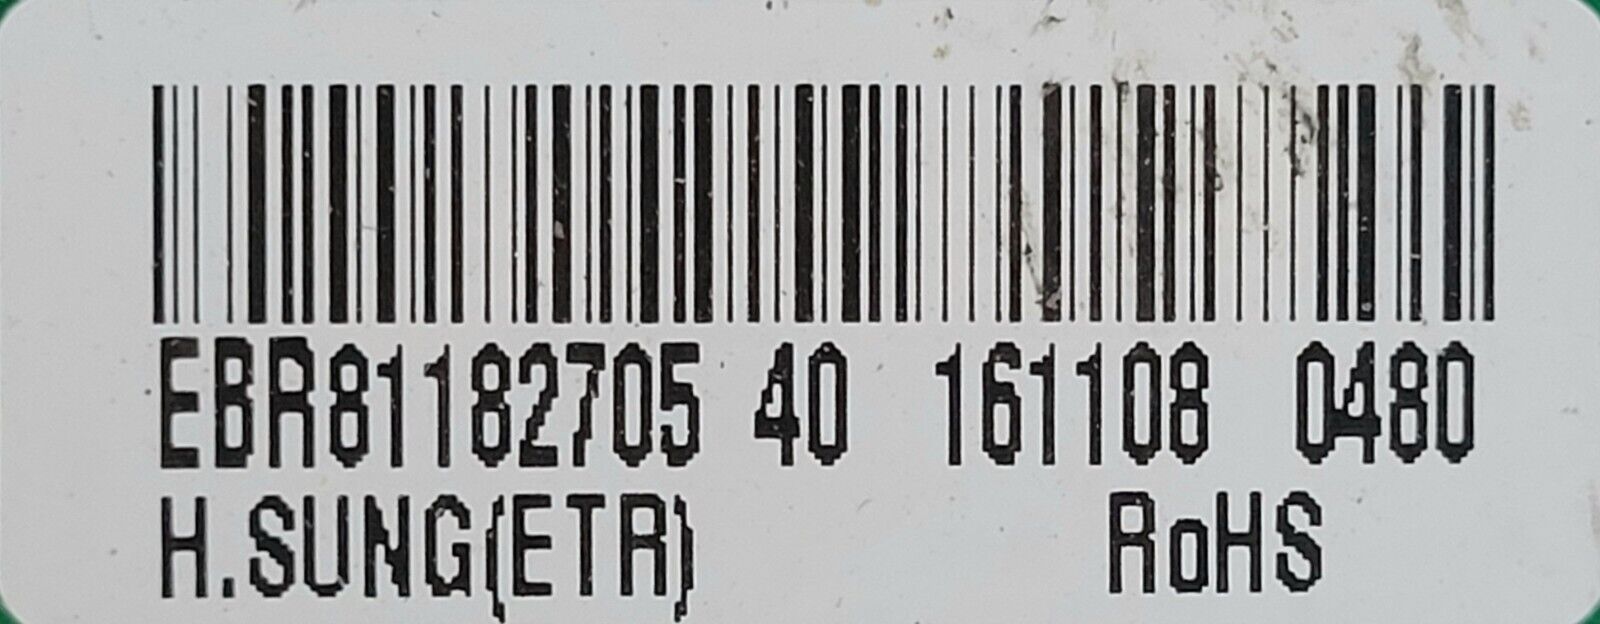 EBR81182705 40 161108 0480
H.SUNG(ETR) RoHS